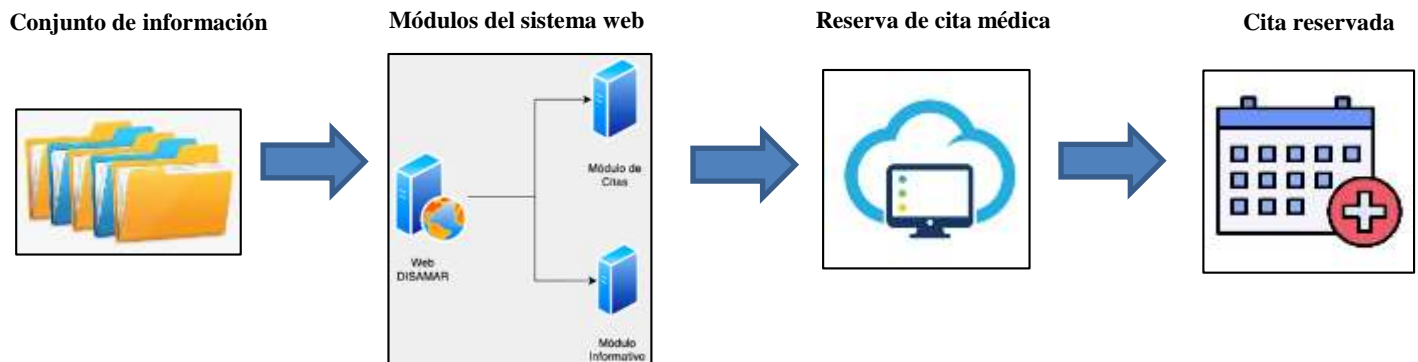 Conjunto de información
Módulos del sistema web
Reserva de cita médica
Cita reservada
Módulo de
Citas
Web
DISAMAR
Módulo
Informativo